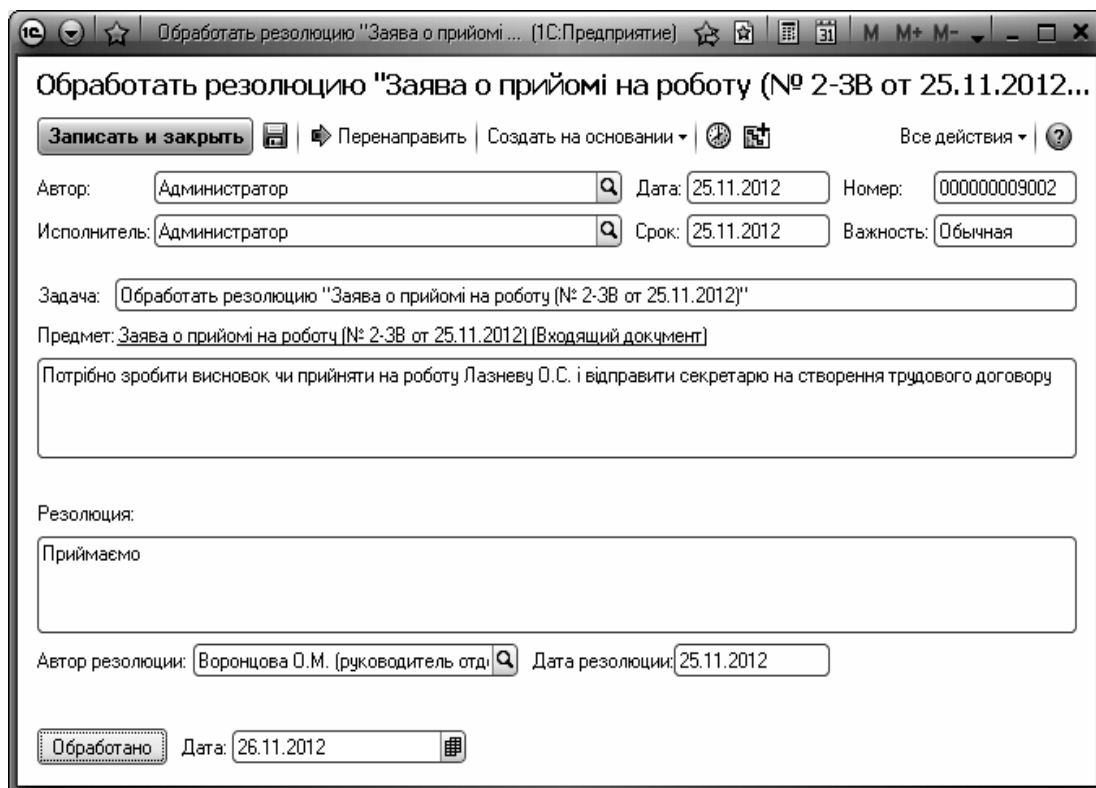 1С Обработать резолюцию "Заява о прийомі ... (1С:Предприятие) 31 M M+ M-
Обработать резолюцию "Заява о прийомі на роботу (№ 2-ЗВ от 25.11.2012...
Записать и закрыть Перенаправить Создать на основании Все действия ?
Автор: Администратор Дата: 25.11.2012 Номер: 000000009002
Исполнитель: Администратор Срок: 25.11.2012 Важность: Обычная
Задача: Обработать резолюцию "Заява о прийомі на роботу (№ 2-ЗВ от 25.11.2012)"
Предмет: Заява о прийомі на роботу (№ 2-ЗВ от 25.11.2012) (Входящий документ)
Потрібно зробити висновок чи прийняти на роботу Лазневу О.С. і відправити секретарю на створення трудового договору
Резолюция:
Приймаємо
Автор резолюции: Воронцова О.М. (руководитель отд Дата резолюции: 25.11.2012
Обработано Дата: 26.11.2012